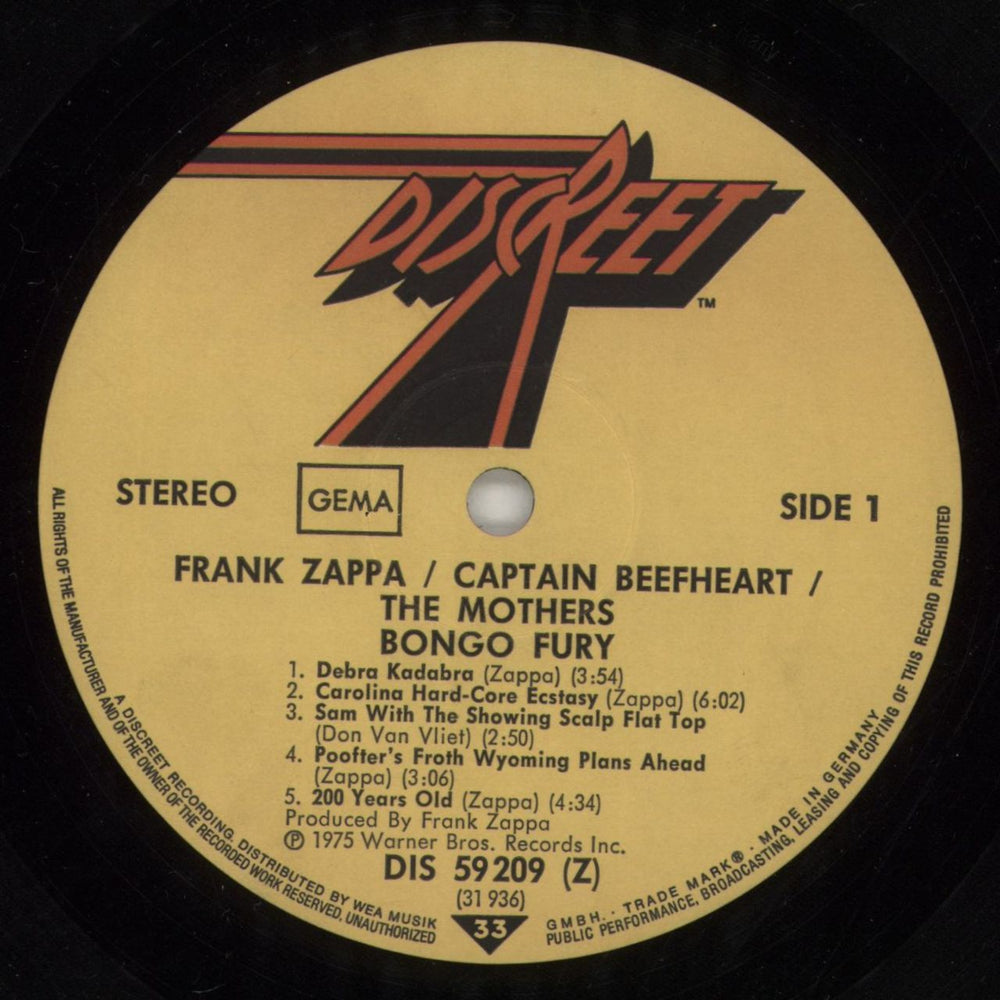 DISCREET
TM
STEREO
GEMA
SIDE 1
FRANK ZAPPA / CAPTAIN BEEFHEART /
THE MOTHERS
BONGO FURY
1. Debra Kadabra (Zappa) (3:54)
2. Carolina Hard-Core Ecstasy (Zappa) (6:02)
3. Sam With The Showing Scalp Flat Top
(Don Van Vliet) (2:50)
4. Poofter's Froth Wyoming Plans Ahead
(Zappa) (3:06)
5. 200 Years Old (Zappa) (4:34)
Produced By Frank Zappa
℗ 1975 Warner Bros. Records Inc.
DIS 59 209 (Z)
(31 936)
33
A DISCREET RECORDING. DISTRIBUTED BY WEA MUSIK GMBH. · TRADE MARK® · MADE IN GERMANY
ALL RIGHTS OF THE MANUFACTURER AND OF THE OWNER OF THE RECORDED WORK RESERVED, UNAUTHORIZED PUBLIC PERFORMANCE, BROADCASTING, LEASING AND COPYING OF THIS RECORD PROHIBITED